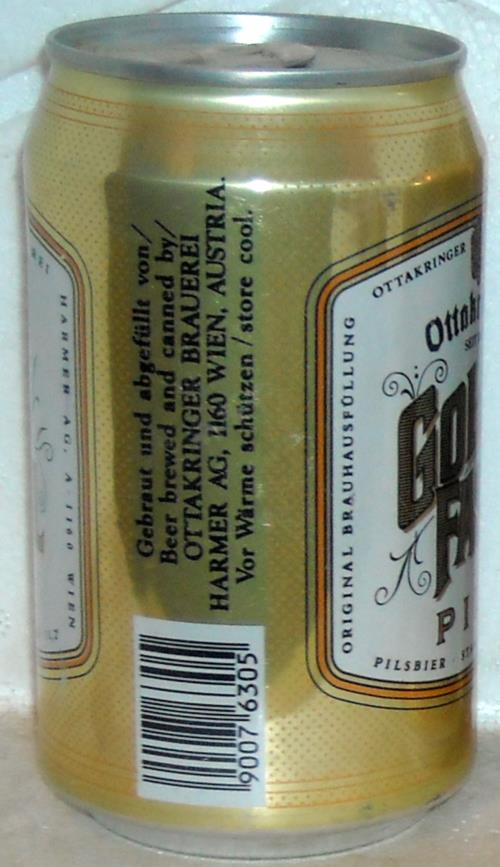 Gebraut und abgefüllt von/
Beer brewed and canned by/
OTTAKRINGER BRAUEREI
HARMER AG, 1160 WIEN, AUSTRIA.
Vor Wärme schützen / store cool.
9007 6305
HARMER AG, A-1160 WIEN
ORIGINAL BRAUHAUSFÜLLUNG
OTTAKRINGER
PILSBIER